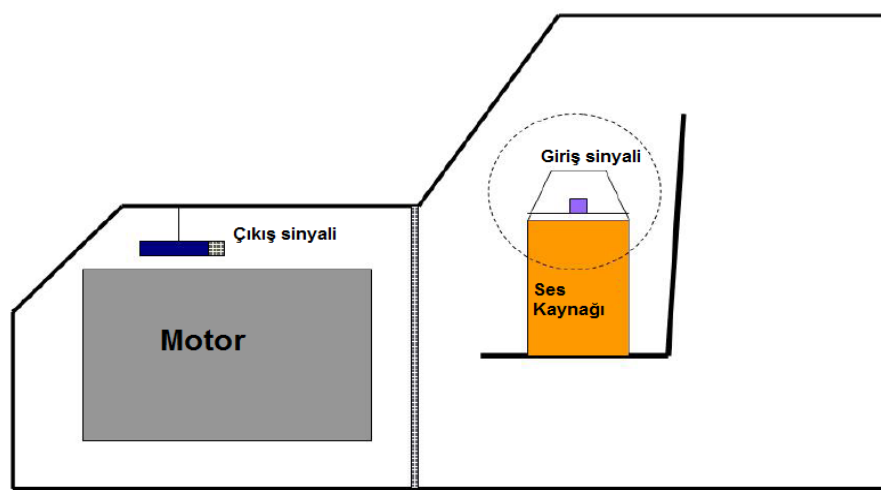 Giriş sinyali
Çıkış sinyali
Ses
Kaynağı
Motor